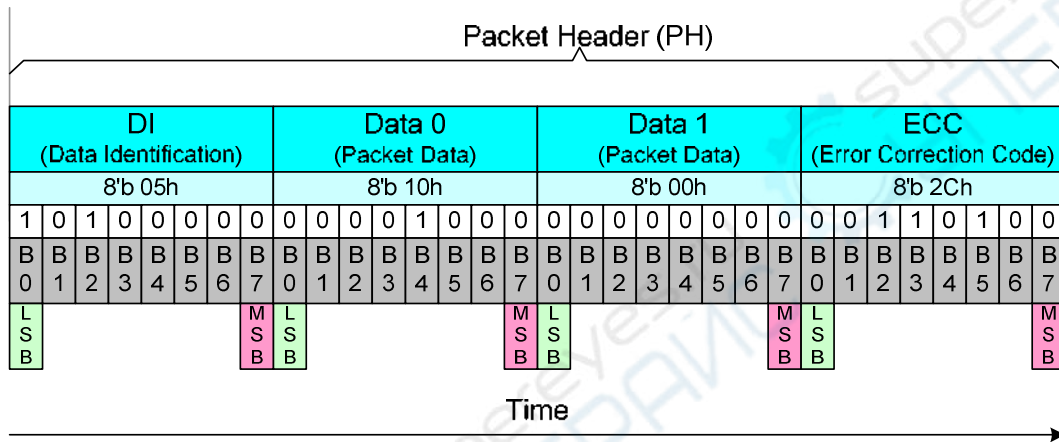 Packet Header (PH)
DI Data 0 Data 1 ECC
(Data Identification) (Packet Data) (Packet Data) (Error Correction Code)
8'b 05h 8'b 10h 8'b 00h 8'b 2Ch
1 0 1 0 0 0 0 0 0 0 0 0 1 0 0 0 0 0 0 0 0 0 0 0 0 0 1 1 0 1 0 0
B B B B B B B B B B B B B B B B B B B B B B B B B B B B B B B B
0 1 2 3 4 5 6 7 0 1 2 3 4 5 6 7 0 1 2 3 4 5 6 7 0 1 2 3 4 5 6 7
L M L M L M L M
S S S S S S S S
B B B B B B B B
Time